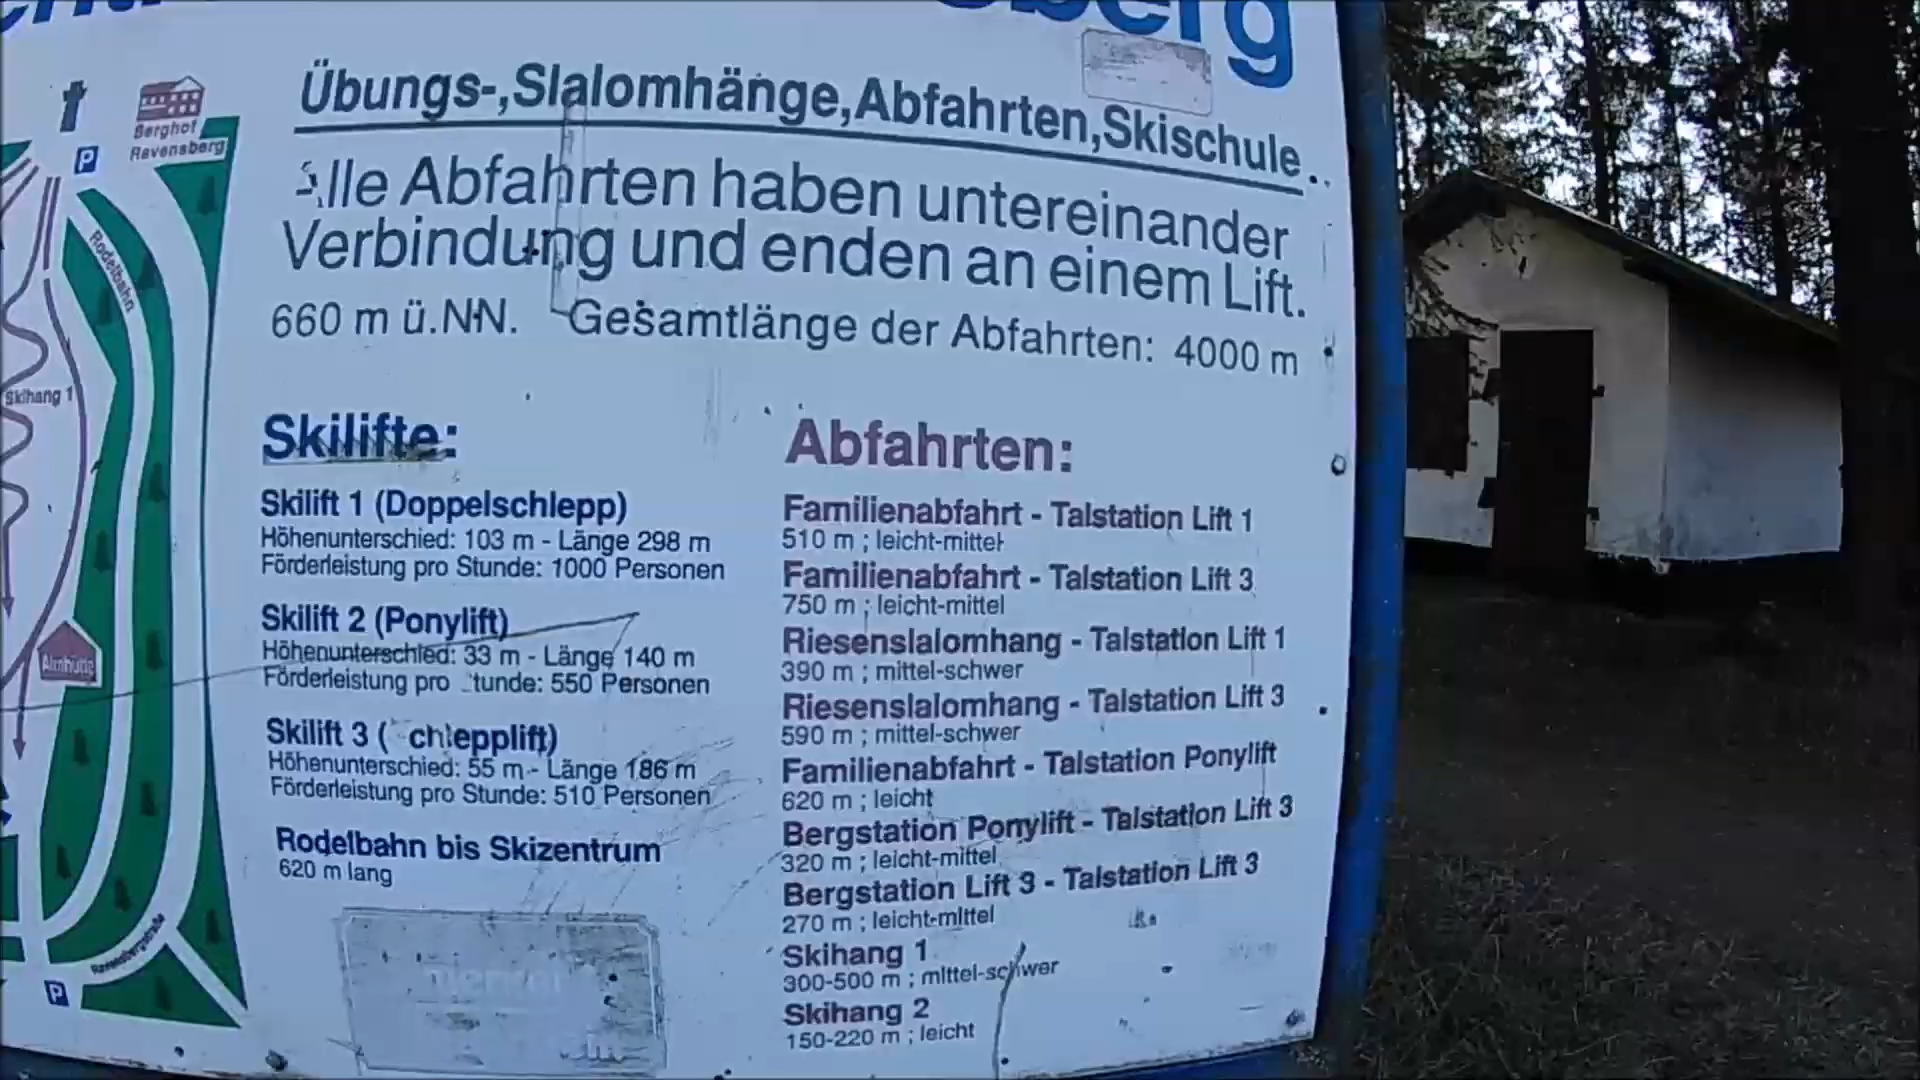 berg
Übungs-,Slalomhänge,Abfahrten,Skischule..
Alle Abfahrten haben untereinander
Verbindung und enden an einem Lift.
660 m ü.N.N. Gesamtlänge der Abfahrten: 4000 m
Berghof
Ravensberg
P
Rodelbahn
Skihang 1
Almhütte
Ravensbergstraße
P
Skilifte:
Skilift 1 (Doppelschlepp)
Höhenunterschied: 103 m - Länge 298 m
Förderleistung pro Stunde: 1000 Personen
Skilift 2 (Ponylift)
Höhenunterschied: 33 m - Länge 140 m
Förderleistung pro Stunde: 550 Personen
Skilift 3 (Schlepplift)
Höhenunterschied: 55 m - Länge 186 m
Förderleistung pro Stunde: 510 Personen
Rodelbahn bis Skizentrum
620 m lang
Abfahrten:
Familienabfahrt - Talstation Lift 1
510 m ; leicht-mittel
Familienabfahrt - Talstation Lift 3
750 m ; leicht-mittel
Riesenslalomhang - Talstation Lift 1
390 m ; mittel-schwer
Riesenslalomhang - Talstation Lift 3
590 m ; mittel-schwer
Familienabfahrt - Talstation Ponylift
620 m ; leicht
Bergstation Ponylift - Talstation Lift 3
320 m ; leicht-mittel
Bergstation Lift 3 - Talstation Lift 3
270 m ; leicht-mittel
Skihang 1
300-500 m ; mittel-schwer
Skihang 2
150-220 m ; leicht